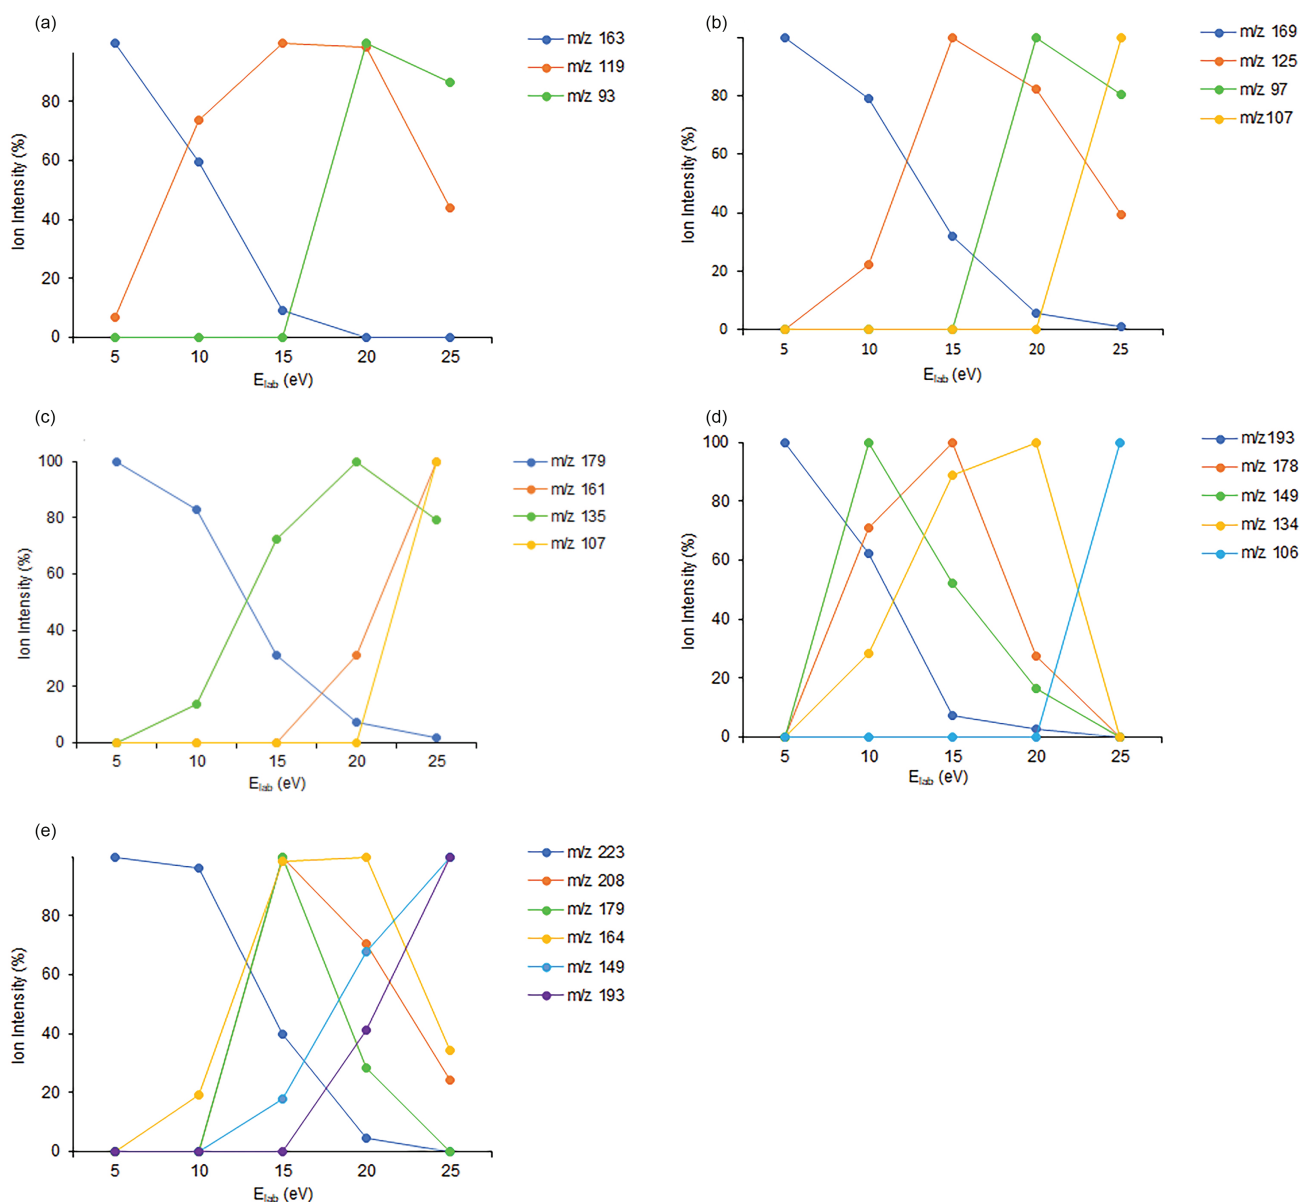 (a)
m/z 163
m/z 119
m/z 93
80
60
40
20
0
Ion Intensity (%)
5 10 15 20 25
Elab (eV)
(b)
m/z 169
m/z 125
m/z 97
m/z107
100
80
60
40
20
0
Ion Intensity (%)
5 10 15 20 25
Elab (eV)
(c)
m/z 179
m/z 161
m/z 135
m/z 107
100
80
60
40
20
0
Ion Intensity (%)
5 10 15 20 25
Elab (eV)
(d)
m/z193
m/z 178
m/z 149
m/z 134
m/z 106
100
80
60
40
20
0
Ion Intensity (%)
5 10 15 20 25
Elab (eV)
(e)
m/z 223
m/z 208
m/z 179
m/z 164
m/z 149
m/z 193
80
60
40
20
0
Ion Intensity (%)
5 10 15 20 25
Elab (eV)